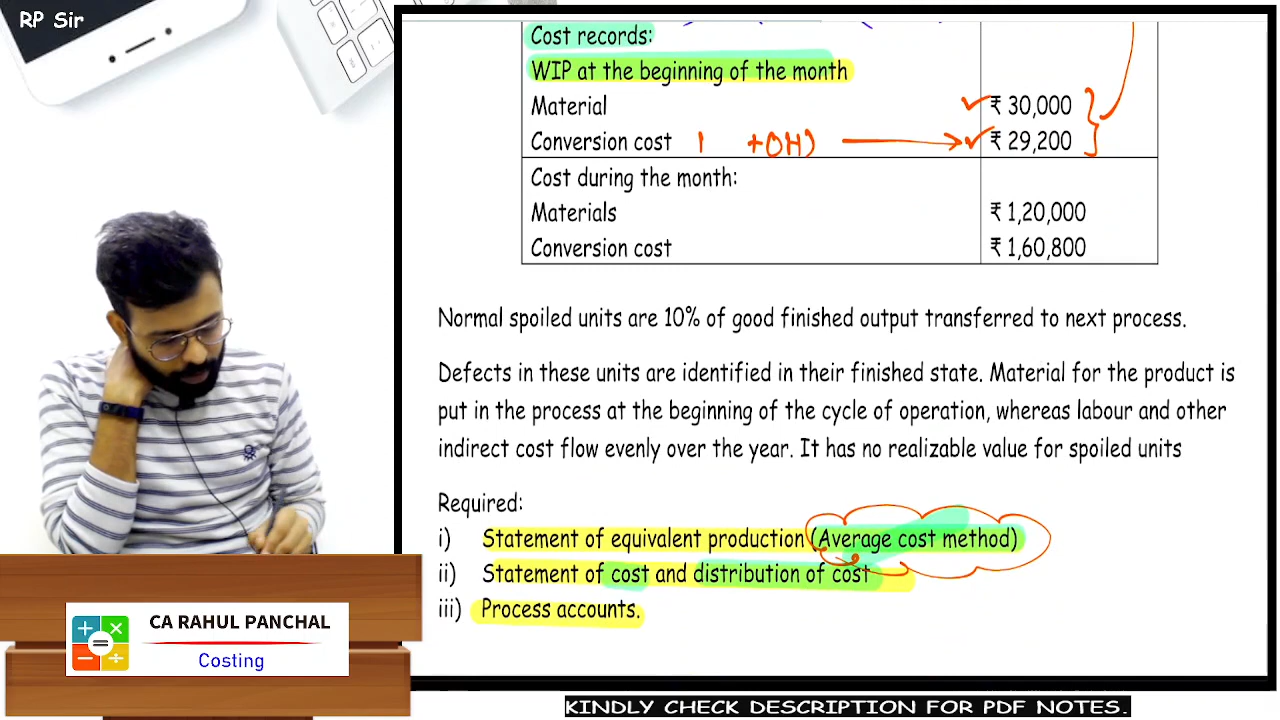 RP Sir
Cost records:
WIP at the beginning of the month
Material ₹ 30,000
Conversion cost +OH) ₹ 29,200
Cost during the month:
Materials ₹ 1,20,000
Conversion cost ₹ 1,60,800
Normal spoiled units are 10% of good finished output transferred to next process.
Defects in these units are identified in their finished state. Material for the product is
put in the process at the beginning of the cycle of operation, whereas labour and other
indirect cost flow evenly over the year. It has no realizable value for spoiled units
Required:
i) Statement of equivalent production (Average cost method)
ii) Statement of cost and distribution of cost
iii) Process accounts.
CA RAHUL PANCHAL
Costing
KINDLY CHECK DESCRIPTION FOR PDF NOTES.